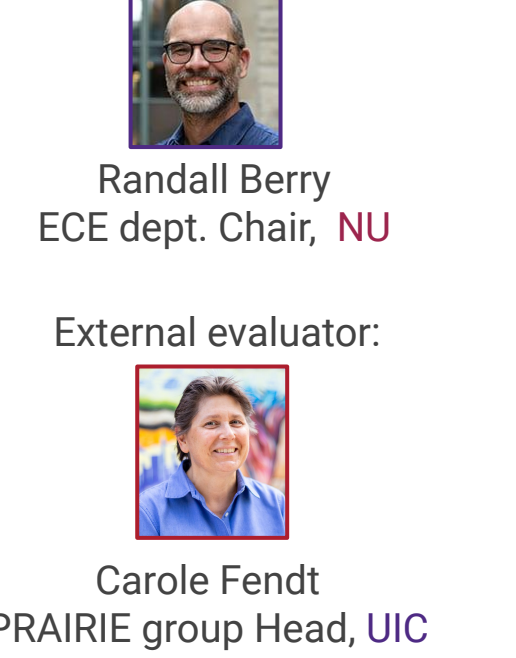 Randall Berry
ECE dept. Chair, NU
External evaluator:
Carole Fendt
PRAIRIE group Head, UIC